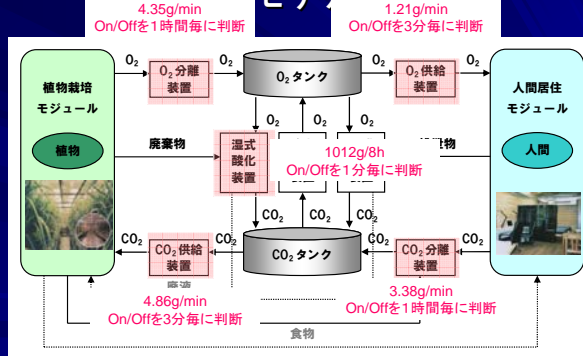 4.35g/min
On/Offを1時間毎に判断
1.21g/min
On/Offを3分毎に判断
植物栽培
モジュール
植物
O₂
O₂分離
装置
O₂
O₂タンク
O₂
O₂供給
装置
O₂
人間居住
モジュール
人間
O₂
O₂
O₂
O₂
廃棄物
湿式
酸化
装置
1012g/8h
On/Offを1分毎に判断
CO₂
CO₂
CO₂
CO₂
CO₂
CO₂供給
装置
CO₂
CO₂タンク
CO₂
CO₂分離
装置
CO₂
廃液
4.86g/min
On/Offを3分毎に判断
3.38g/min
On/Offを1時間毎に判断
食物